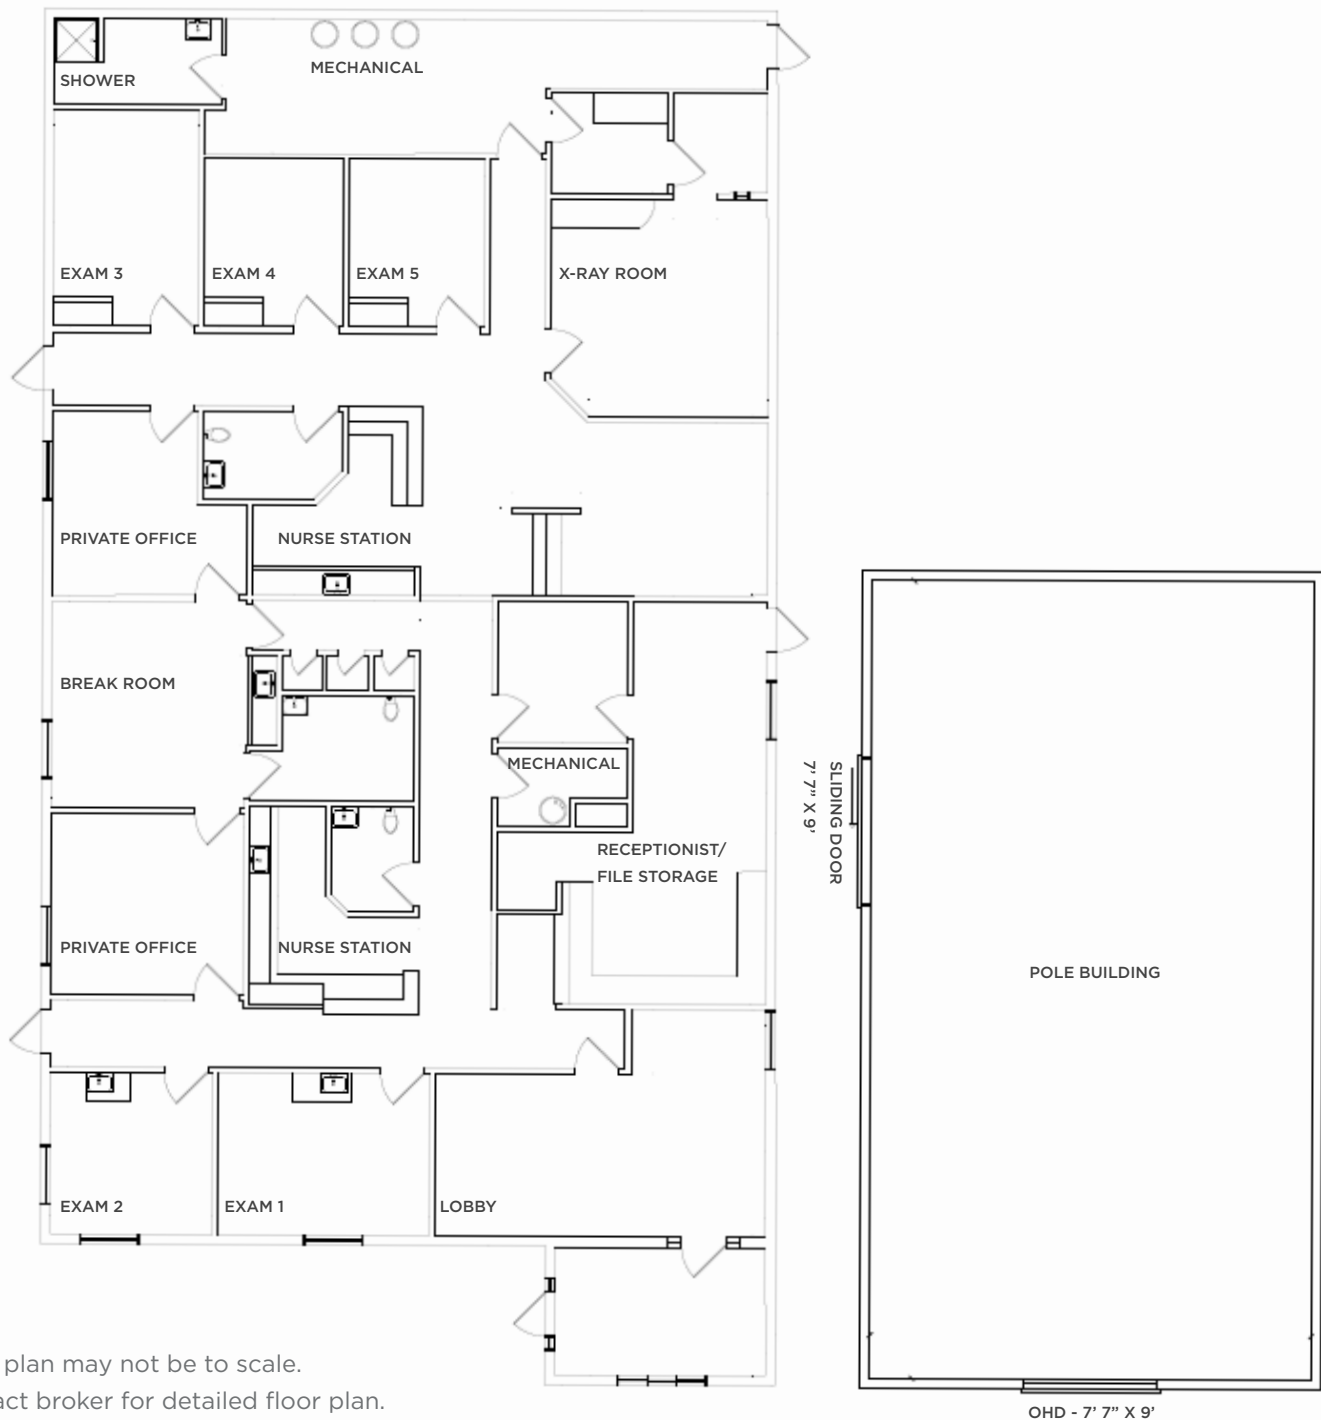 SHOWER
MECHANICAL
EXAM 3
EXAM 4
EXAM 5
X-RAY ROOM
PRIVATE OFFICE
NURSE STATION
BREAK ROOM
MECHANICAL
SLIDING DOOR
7' 7" X 9'
RECEPTIONIST/
FILE STORAGE
PRIVATE OFFICE
NURSE STATION
POLE BUILDING
EXAM 2
EXAM 1
LOBBY
plan may not be to scale.
act broker for detailed floor plan.
OHD - 7' 7" X 9'